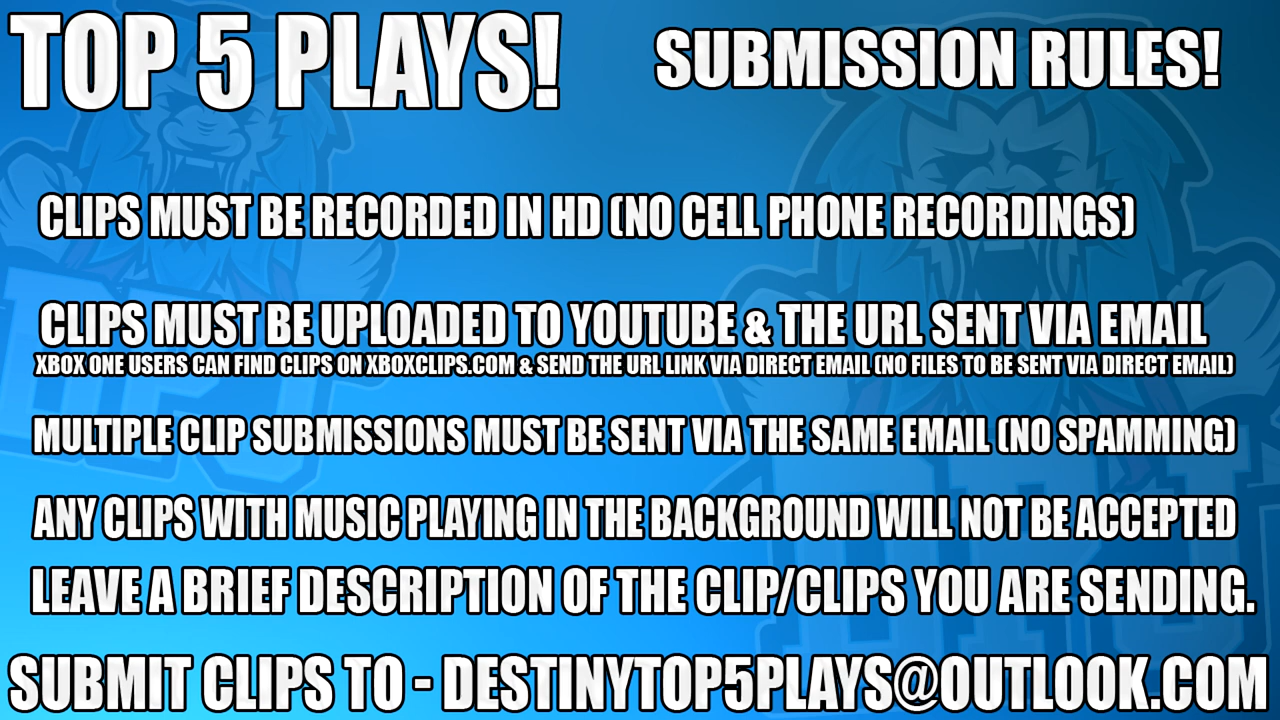 TOP 5 PLAYS!
SUBMISSION RULES!
CLIPS MUST BE RECORDED IN HD (NO CELL PHONE RECORDINGS)
CLIPS MUST BE UPLOADED TO YOUTUBE & THE URL SENT VIA EMAIL
XBOX ONE USERS CAN FIND CLIPS ON XBOXCLIPS.COM & SEND THE URL LINK VIA DIRECT EMAIL (NO FILES TO BE SENT VIA DIRECT EMAIL)
MULTIPLE CLIP SUBMISSIONS MUST BE SENT VIA THE SAME EMAIL (NO SPAMMING)
ANY CLIPS WITH MUSIC PLAYING IN THE BACKGROUND WILL NOT BE ACCEPTED
LEAVE A BRIEF DESCRIPTION OF THE CLIP/CLIPS YOU ARE SENDING.
SUBMIT CLIPS TO - DESTINYTOP5PLAYS@OUTLOOK.COM